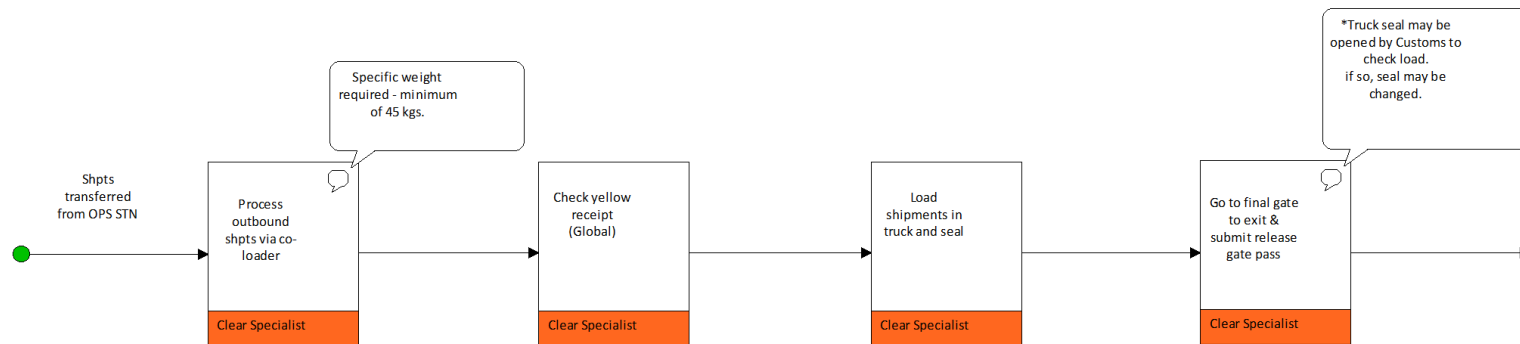 Shpts
transferred
from OPS STN
Specific weight
required - minimum
of 45 kgs.
Process
outbound
shpts via co-
loader
Clear Specialist
Check yellow
receipt
(Global)
Clear Specialist
Load
shipments in
truck and seal
Clear Specialist
*Truck seal may be
opened by Customs to
check load.
if so, seal may be
changed.
Go to final gate
to exit &
submit release
gate pass
Clear Specialist